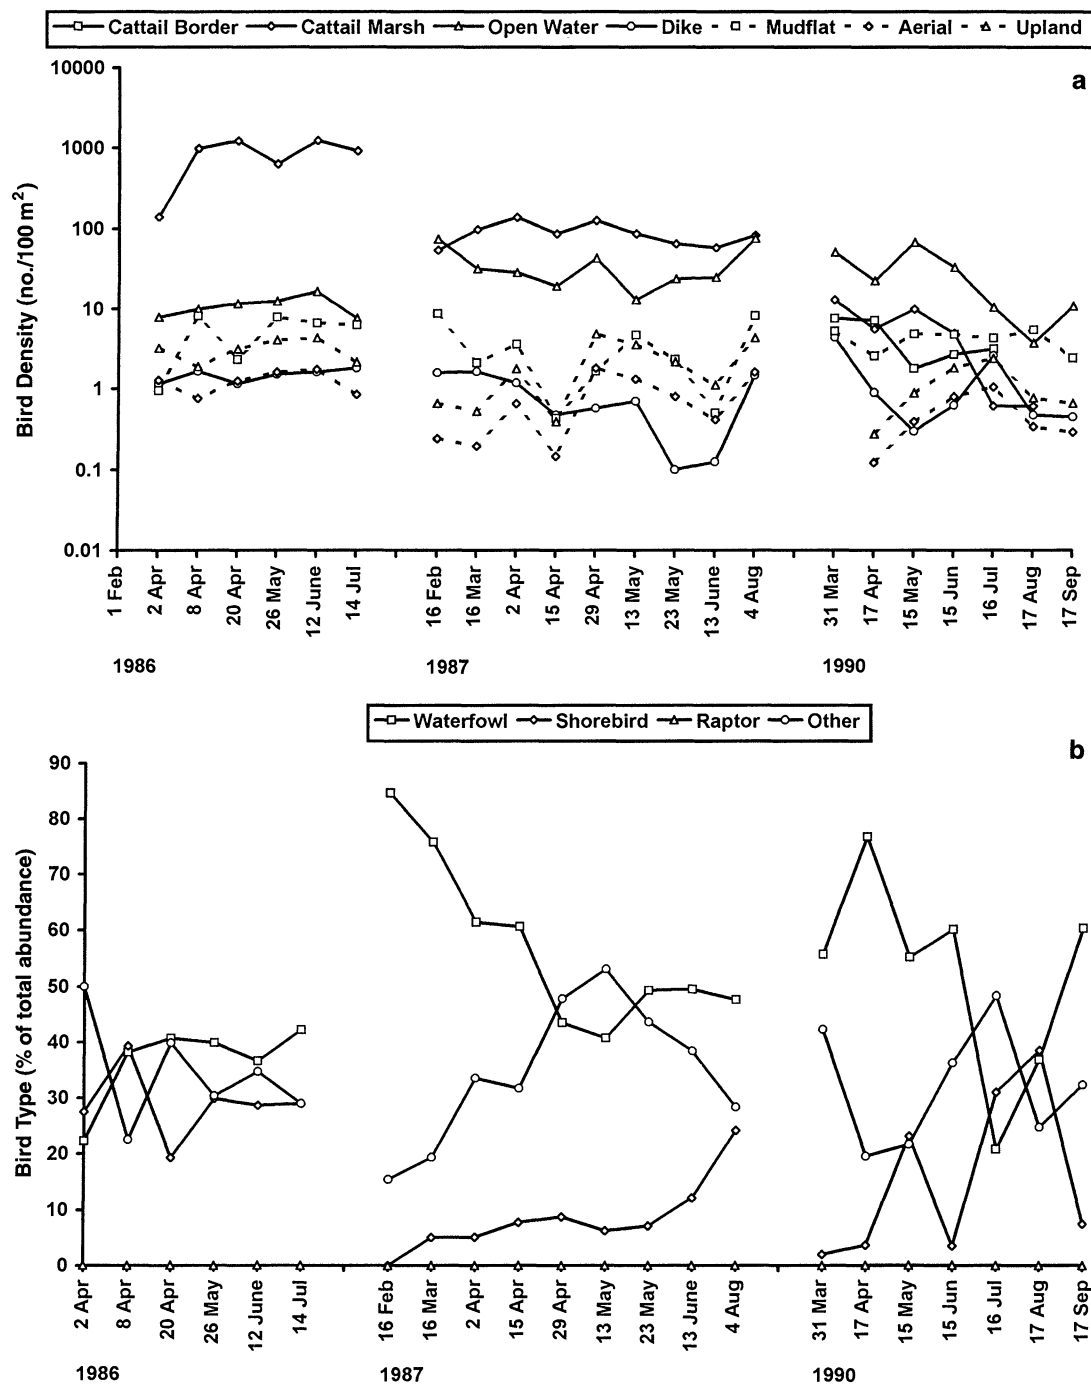 Cattail Border Cattail Marsh Open Water Dike Mudflat Aerial Upland
a
10000
1000
100
10
1
0.1
0.01
Bird Density (no./100 m²)
1 Feb 2 Apr 8 Apr 20 Apr 26 May 12 June 14 Jul 16 Feb 16 Mar 2 Apr 15 Apr 29 Apr 13 May 23 May 13 June 4 Aug 31 Mar 17 Apr 15 May 15 Jun 16 Jul 17 Aug 17 Sep
1986 1987 1990
Waterfowl Shorebird Raptor Other
b
90
80
70
60
50
40
30
20
10
0
Bird Type (% of total abundance)
2 Apr 8 Apr 20 Apr 26 May 12 June 14 Jul 16 Feb 16 Mar 2 Apr 15 Apr 29 Apr 13 May 23 May 13 June 4 Aug 31 Mar 17 Apr 15 May 15 Jun 16 Jul 17 Aug 17 Sep
1986 1987 1990